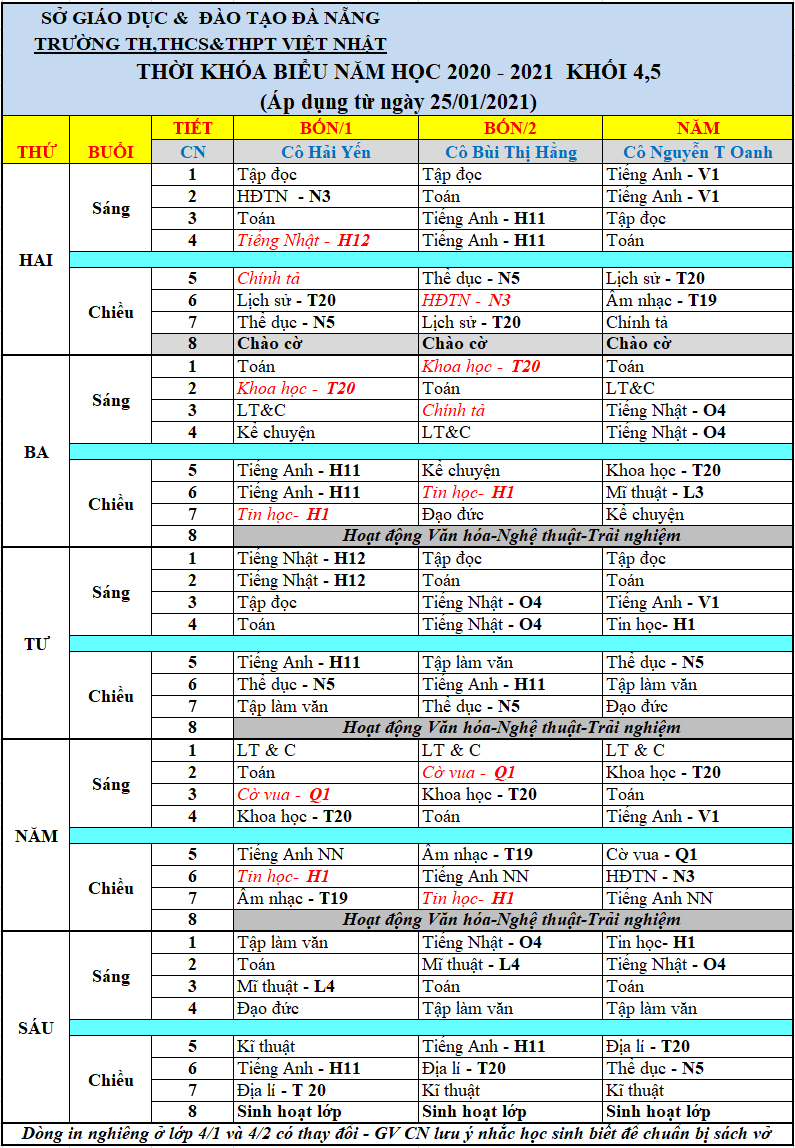 SỞ GIÁO DỤC & ĐÀO TẠO ĐÀ NẴNG
TRƯỜNG TH,THCS&THPT VIỆT NHẬT
THỜI KHÓA BIỂU NĂM HỌC 2020 - 2021 KHỐI 4,5
(Áp dụng từ ngày 25/01/2021)
THỨ BUỔI TIẾT BỐN/1 BỐN/2 NĂM
CN Cô Hải Yến Cô Bùi Thị Hằng Cô Nguyễn T Oanh
HAI
Sáng
1 Tập đọc Tập đọc Tiếng Anh - V1
2 HĐTN - N3 Toán Tiếng Anh - V1
3 Toán Tiếng Anh - H11 Tập đọc
4 Tiếng Nhật - H12 Tiếng Anh - H11 Toán
Chiều
5 Chính tả Thể dục - N5 Lịch sử - T20
6 Lịch sử - T20 HĐTN - N3 Âm nhạc - T19
7 Thể dục - N5 Lịch sử - T20 Chính tả
8 Chào cờ Chào cờ Chào cờ
BA
Sáng
1 Toán Khoa học - T20 Toán
2 Khoa học - T20 Toán LT&C
3 LT&C Chính tả Tiếng Nhật - O4
4 Kể chuyện LT&C Tiếng Nhật - O4
Chiều
5 Tiếng Anh - H11 Kể chuyện Khoa học - T20
6 Tiếng Anh - H11 Tin học- H1 Mĩ thuật - L3
7 Tin học- H1 Đạo đức Kể chuyện
8 Hoạt động Văn hóa-Nghệ thuật-Trải nghiệm
TƯ
Sáng
1 Tiếng Nhật - H12 Tập đọc Tập đọc
2 Tiếng Nhật - H12 Toán Toán
3 Tập đọc Tiếng Nhật - O4 Tiếng Anh - V1
4 Toán Tiếng Nhật - O4 Tin học- H1
Chiều
5 Tiếng Anh - H11 Tập làm văn Thể dục - N5
6 Thể dục - N5 Tiếng Anh - H11 Tập làm văn
7 Tập làm văn Thể dục - N5 Đạo đức
8 Hoạt động Văn hóa-Nghệ thuật-Trải nghiệm
NĂM
Sáng
1 LT & C LT & C LT & C
2 Toán Cờ vua - Q1 Khoa học - T20
3 Cờ vua - Q1 Khoa học - T20 Toán
4 Khoa học - T20 Toán Tiếng Anh - V1
Chiều
5 Tiếng Anh NN Âm nhạc - T19 Cờ vua - Q1
6 Tin học- H1 Tiếng Anh NN HĐTN - N3
7 Âm nhạc - T19 Tin học- H1 Tiếng Anh NN
8 Hoạt động Văn hóa-Nghệ thuật-Trải nghiệm
SÁU
Sáng
1 Tập làm văn Tiếng Nhật - O4 Tin học- H1
2 Toán Mĩ thuật - L4 Tiếng Nhật - O4
3 Mĩ thuật - L4 Toán Toán
4 Đạo đức Tập làm văn Tập làm văn
Chiều
5 Kĩ thuật Tiếng Anh - H11 Địa lí - T20
6 Tiếng Anh - H11 Địa lí - T20 Thể dục - N5
7 Địa lí - T 20 Kĩ thuật Kĩ thuật
8 Sinh hoạt lớp Sinh hoạt lớp Sinh hoạt lớp
Dòng in nghiêng ở lớp 4/1 và 4/2 có thay đổi - GV CN lưu ý nhắc học sinh biết để chuẩn bị sách vở